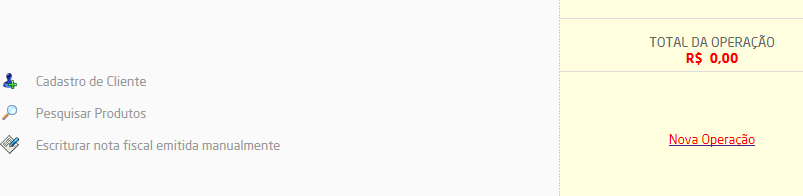 TOTAL DA OPERAÇÃO
R$ 0,00
Cadastro de Cliente
Pesquisar Produtos
Nova Operação
Escriturar nota fiscal emitida manualmente